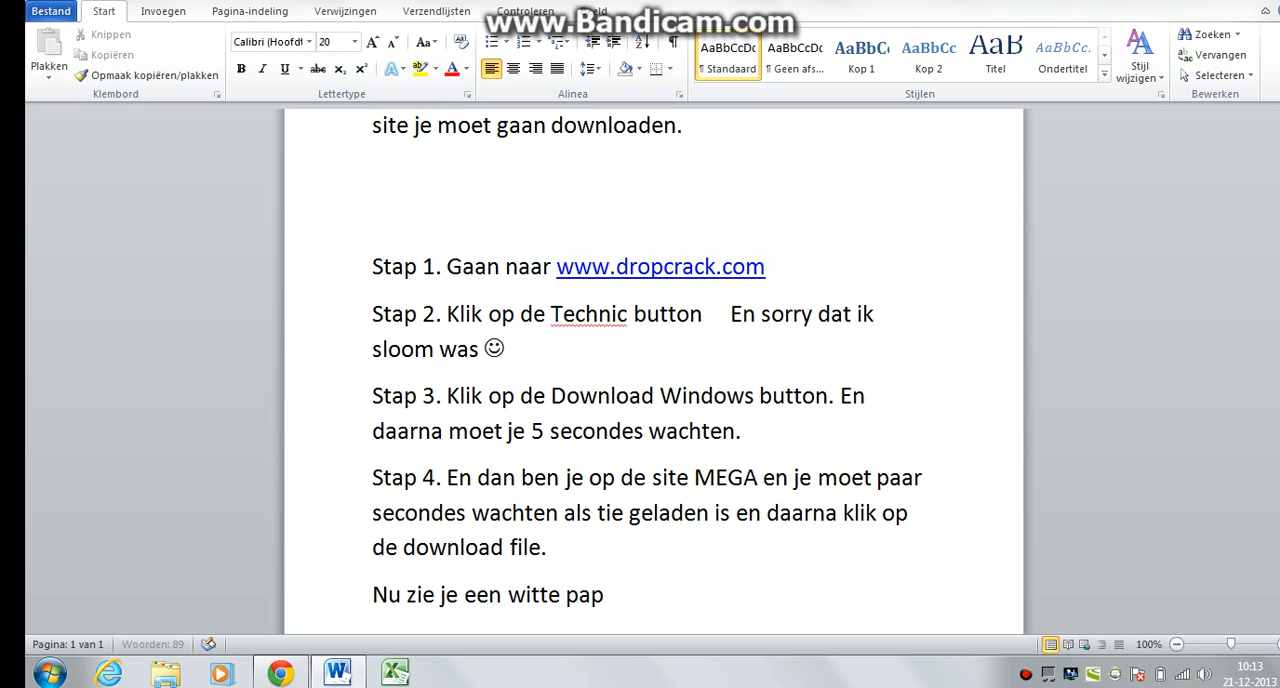 Bestand Start Invoegen Pagina-indeling Verwijzingen Verzendlijsten Controleren Beeld
www.Bandicam.com
Plakken
Knippen
Kopiëren
Opmaak kopiëren/plakken
Klembord
Calibri (Hoofdt 20
Lettertype
Alinea
AaBbCcDc AaBbCcDc AaBbC AaBbCc AaB AaBbCc.
¶ Standaard ¶ Geen afs... Kop 1 Kop 2 Titel Ondertitel
Stijl
wijzigen
Stijlen
Zoeken
Vervangen
Selecteren
Bewerken
site je moet gaan downloaden.
Stap 1. Gaan naar www.dropcrack.com
Stap 2. Klik op de Technic button En sorry dat ik
sloom was ☺
Stap 3. Klik op de Download Windows button. En
daarna moet je 5 secondes wachten.
Stap 4. En dan ben je op de site MEGA en je moet paar
secondes wachten als tie geladen is en daarna klik op
de download file.
Nu zie je een witte pap
Pagina: 1 van 1 Woorden: 89 100%
10:13
21-12-2013